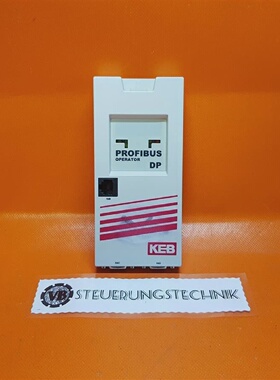 PROFIBUS
OPERATOR
DP
KEB
VB STEUERUNGSTECHNIK